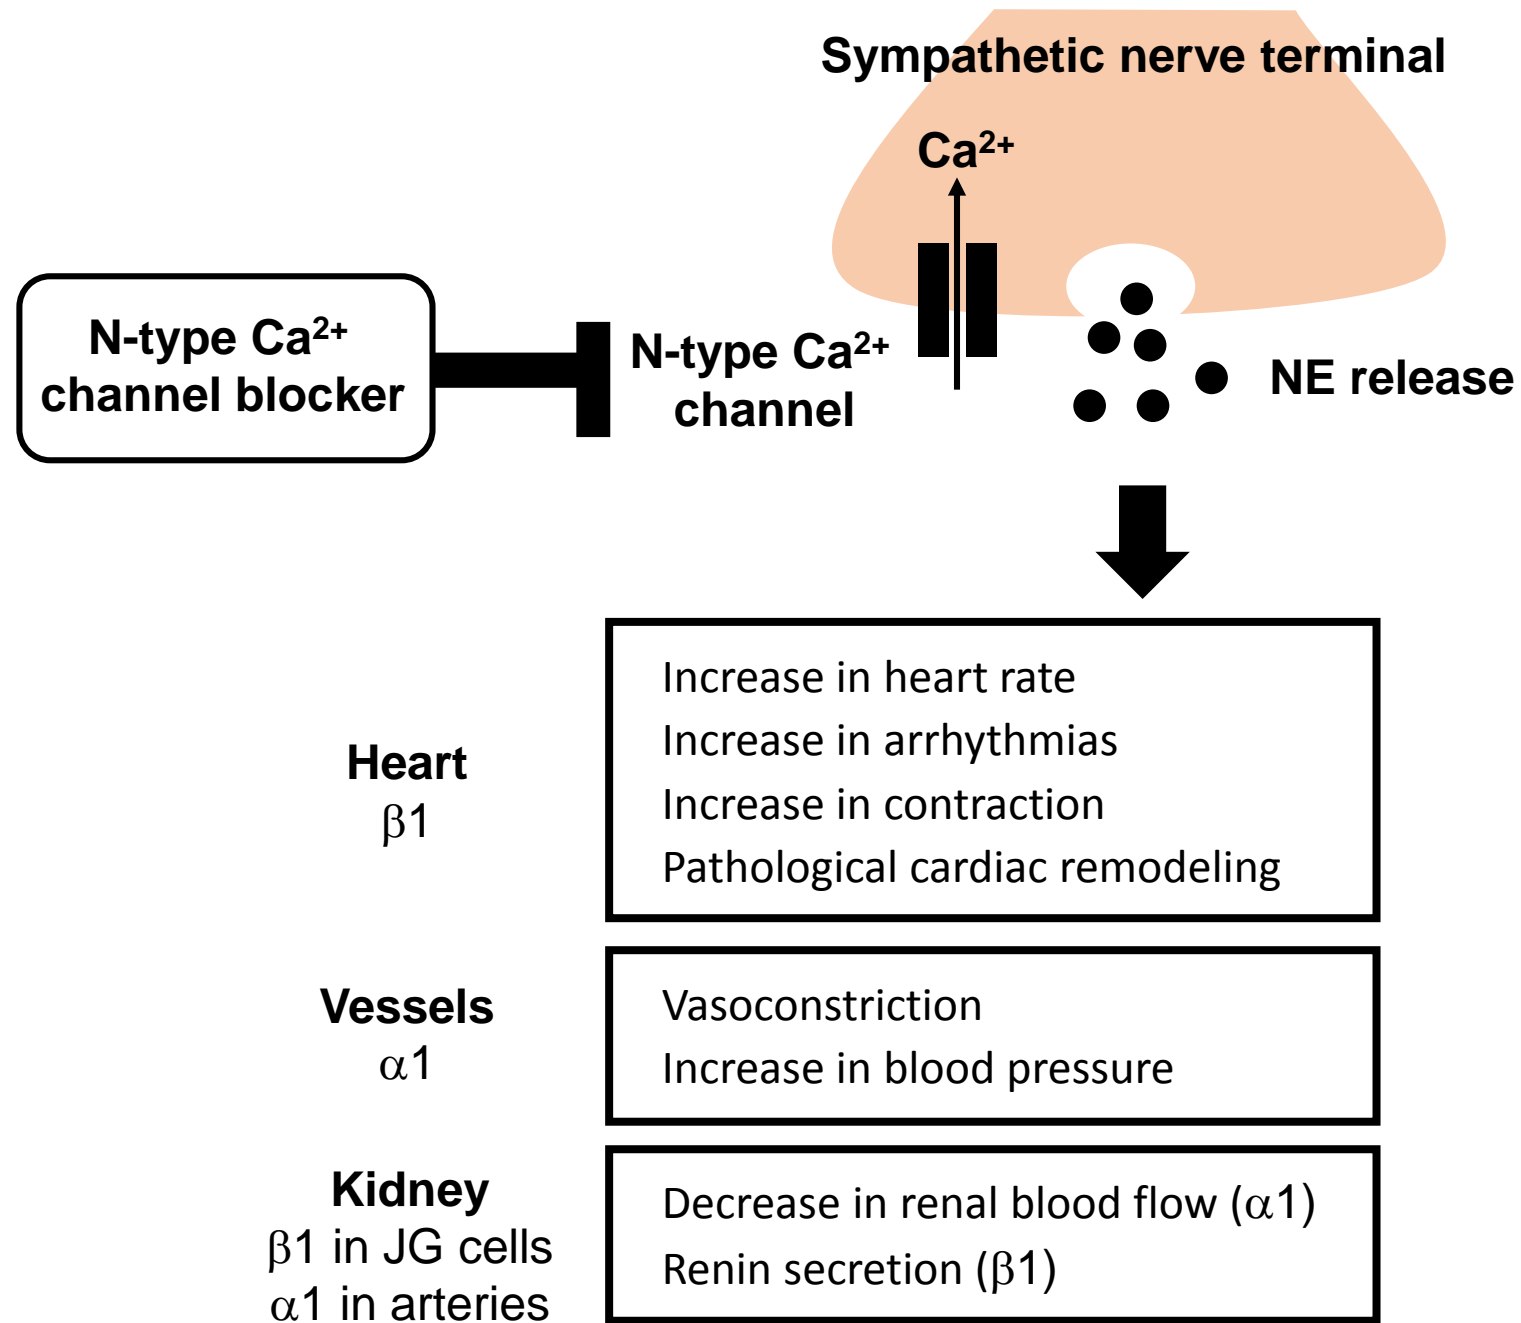 Sympathetic nerve terminal
Ca²⁺
N-type Ca²⁺
channel blocker
N-type Ca²⁺
channel
NE release
Heart
β1
Increase in heart rate
Increase in arrhythmias
Increase in contraction
Pathological cardiac remodeling
Vessels
α1
Vasoconstriction
Increase in blood pressure
Kidney
β1 in JG cells
α1 in arteries
Decrease in renal blood flow (α1)
Renin secretion (β1)